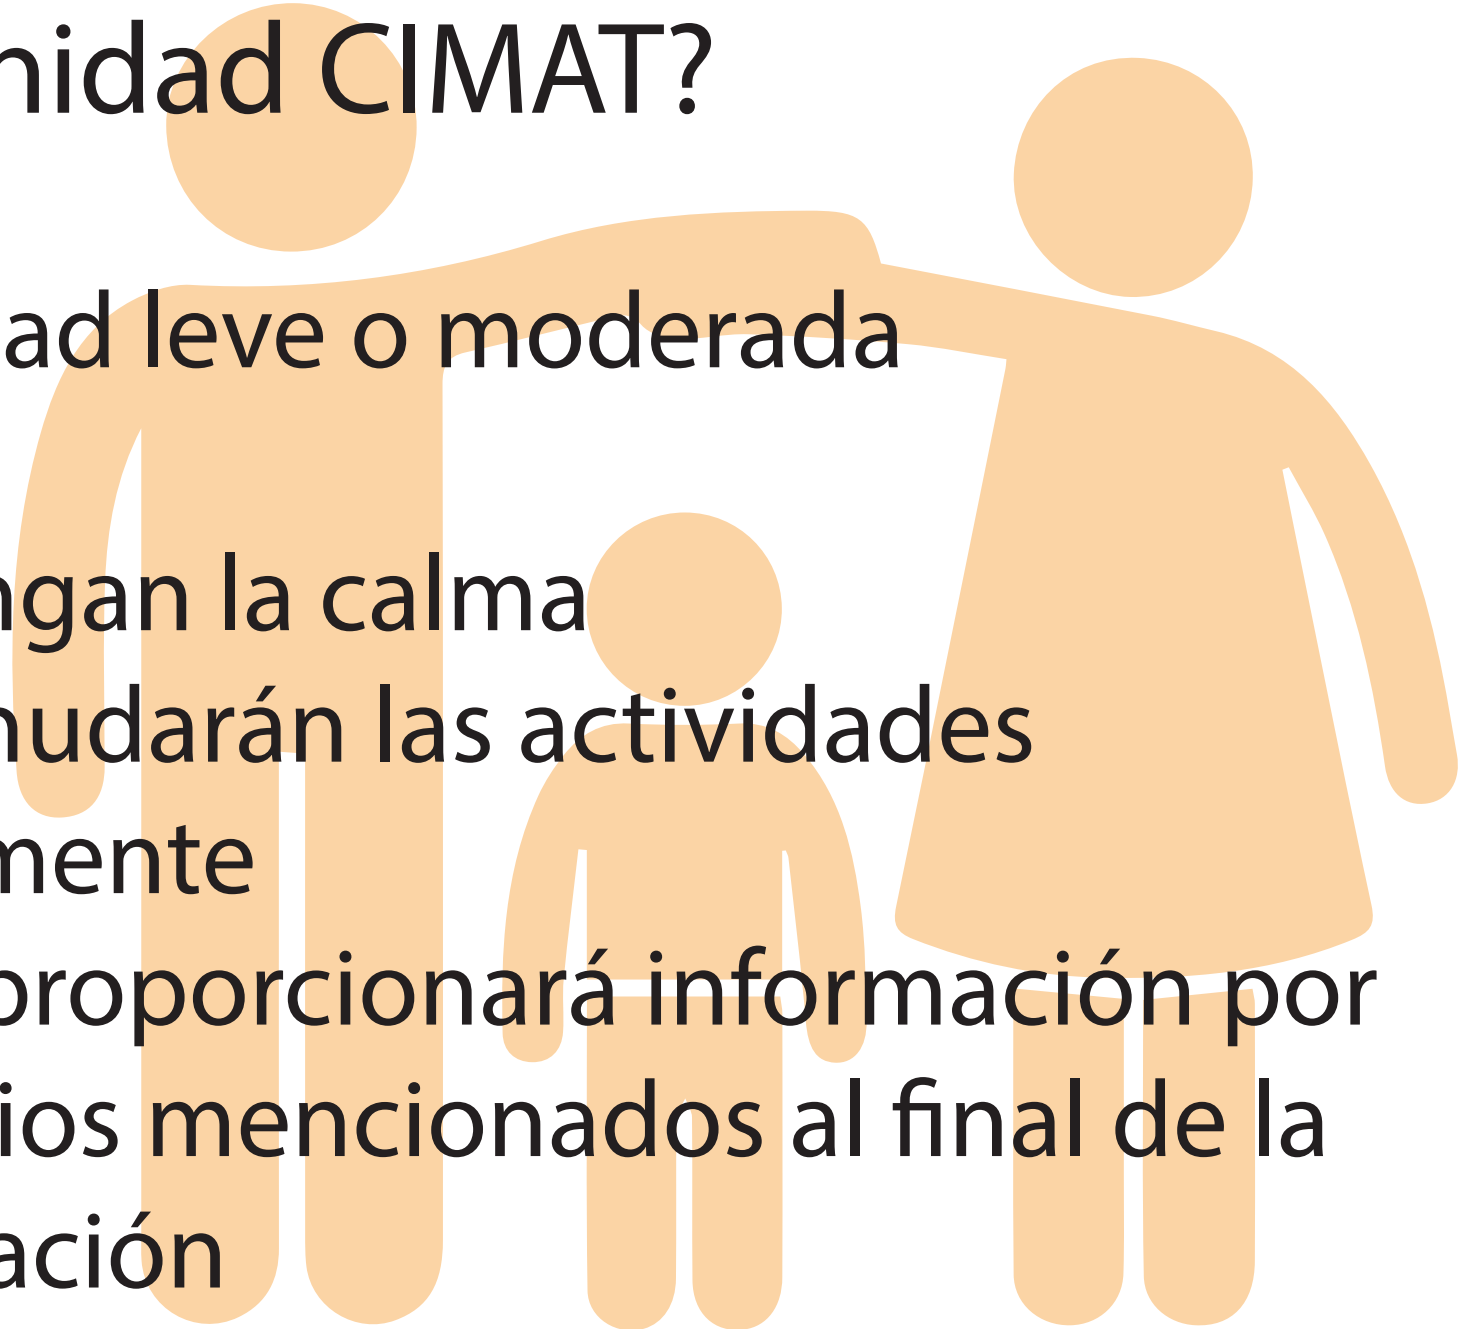 nidad CIMAT?
ad leve o moderada
ngan la calma
nudarán las actividades
mente
proporcionará información por
ios mencionados al final de la
ación